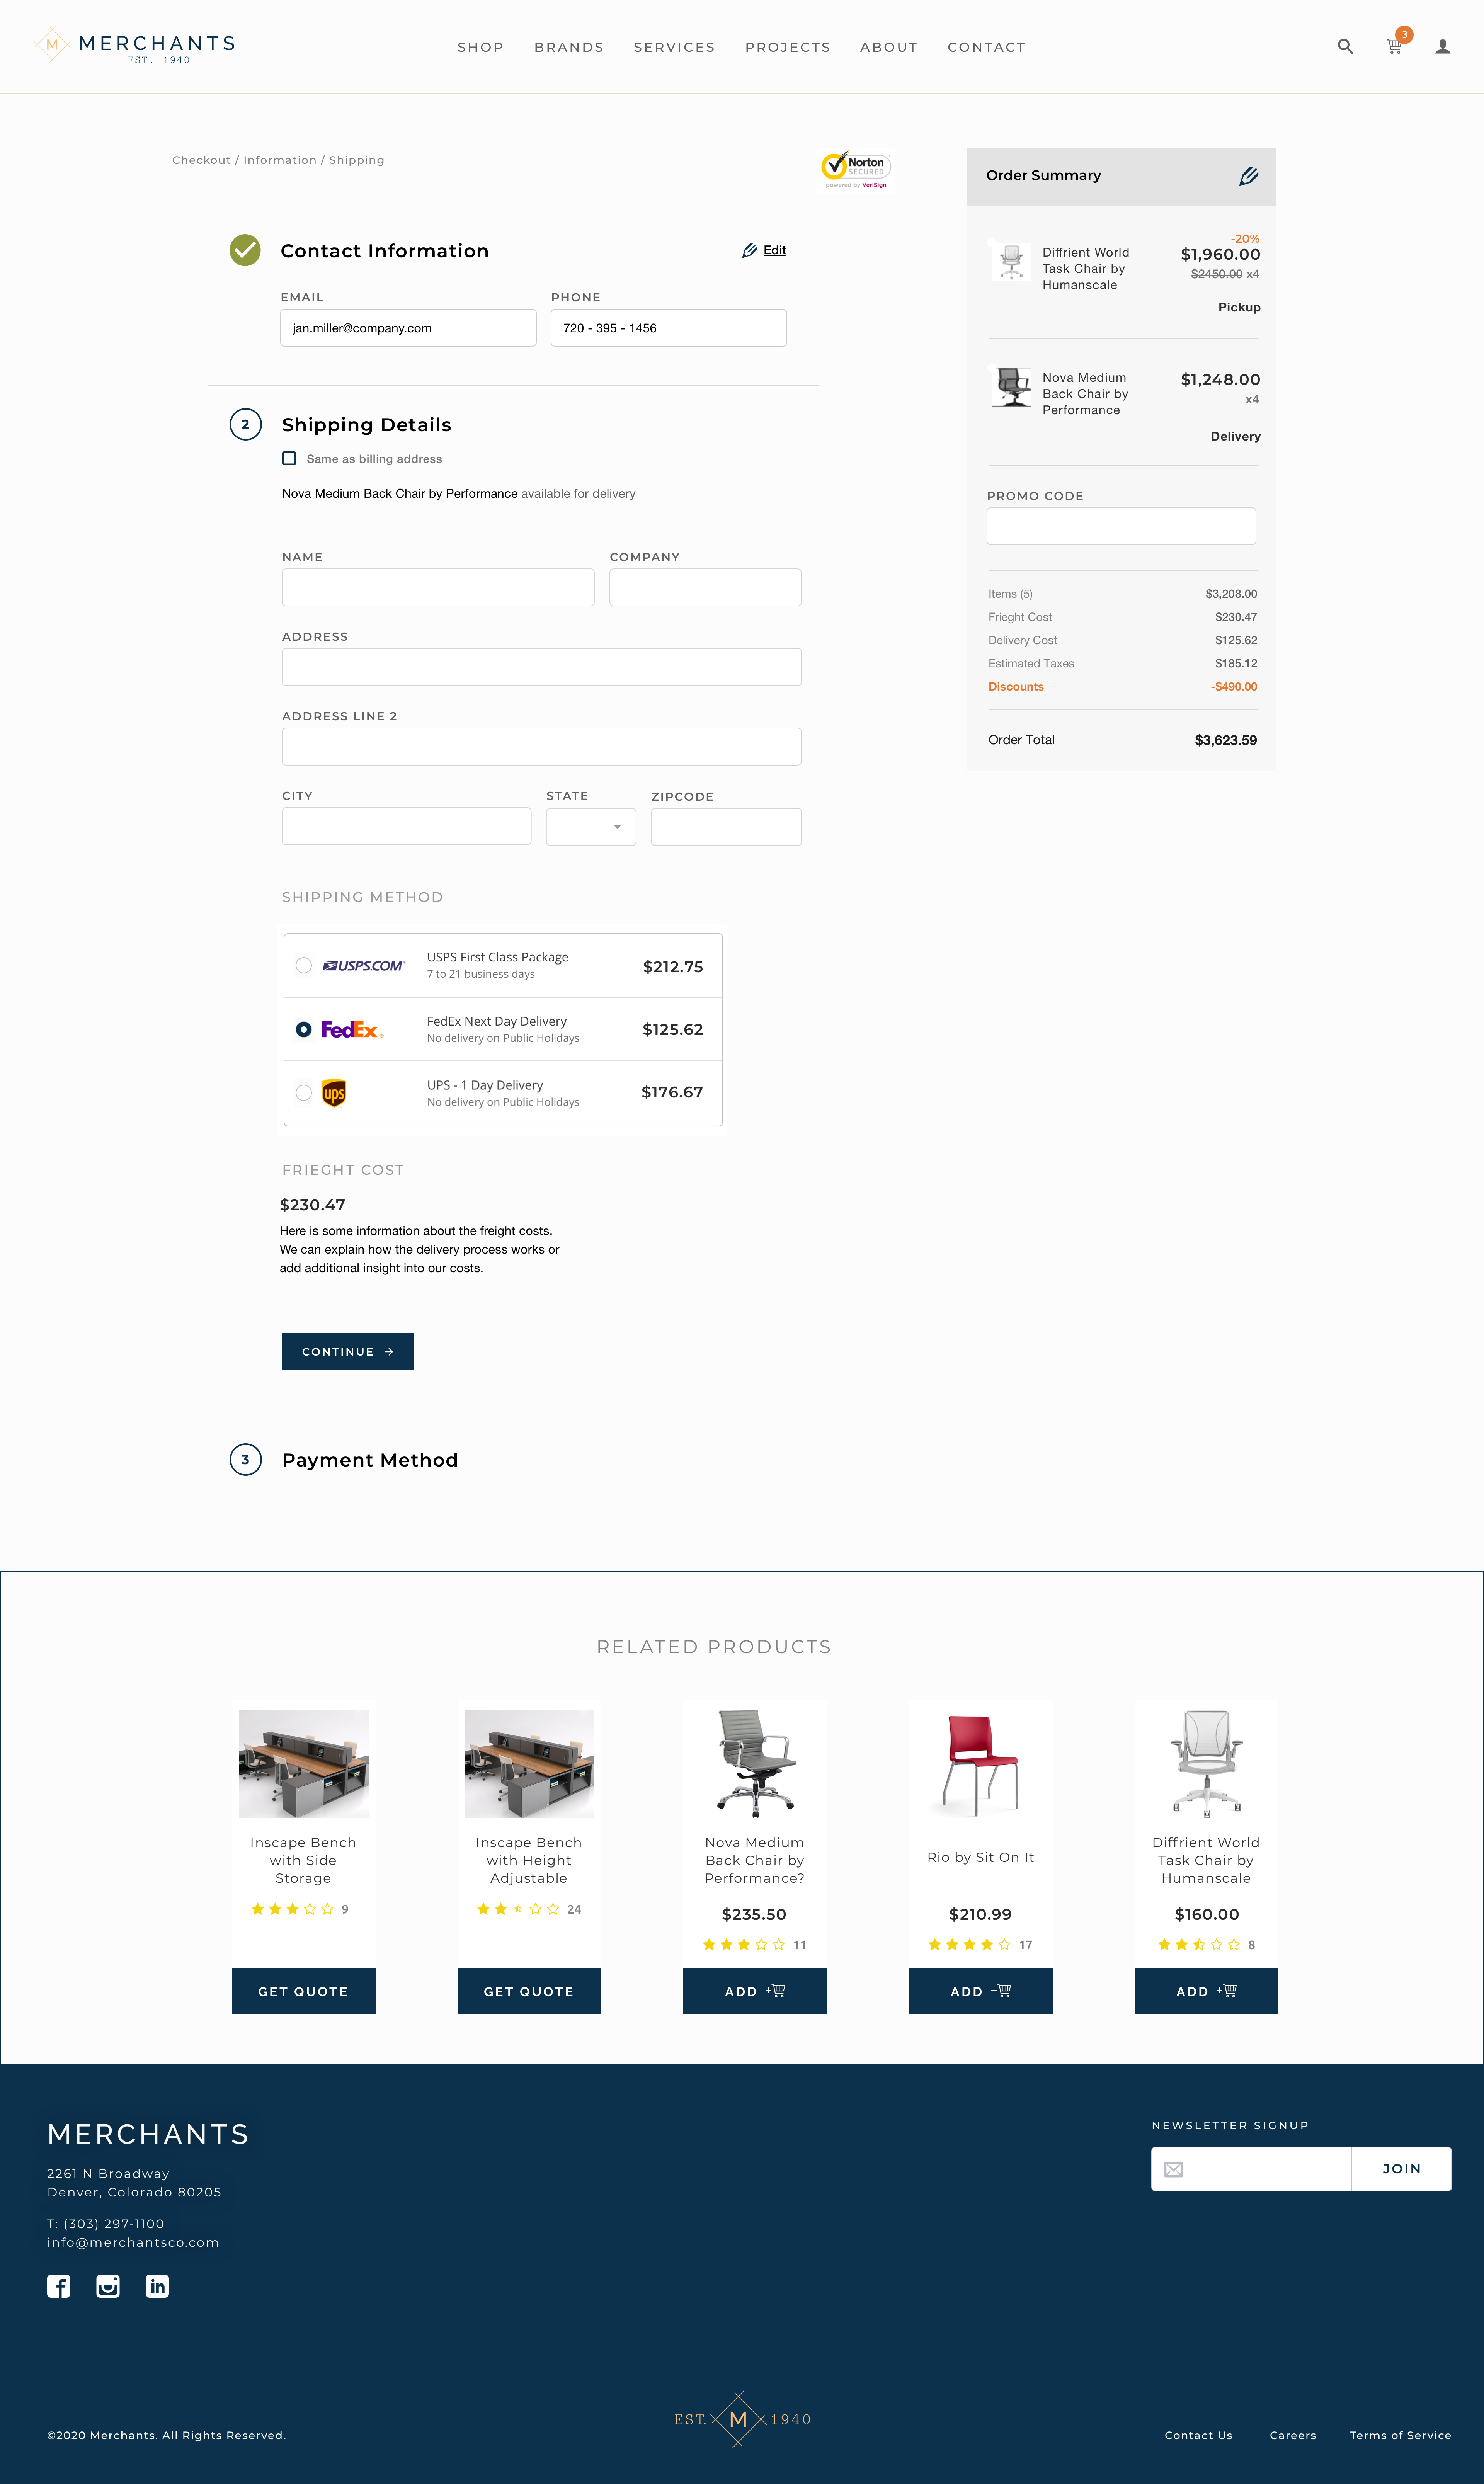 MERCHANTS
EST. 1940
SHOP BRANDS SERVICES PROJECTS ABOUT CONTACT
3
Checkout / Information / Shipping
Norton
SECURED
powered by VeriSign
Contact Information
Edit
EMAIL PHONE
jan.miller@company.com 720 - 395 - 1456
2 Shipping Details
Same as billing address
Nova Medium Back Chair by Performance available for delivery
NAME COMPANY
ADDRESS
ADDRESS LINE 2
CITY STATE ZIPCODE
SHIPPING METHOD
USPS.COM
USPS First Class Package
7 to 21 business days
$212.75
FedEx
FedEx Next Day Delivery
No delivery on Public Holidays
$125.62
ups
UPS - 1 Day Delivery
No delivery on Public Holidays
$176.67
FRIEGHT COST
$230.47
Here is some information about the freight costs.
We can explain how the delivery process works or
add additional insight into our costs.
CONTINUE →
3 Payment Method
Order Summary
Diffrient World
Task Chair by
Humanscale
-20%
$1,960.00
$2450.00 x4
Pickup
Nova Medium
Back Chair by
Performance
$1,248.00
x4
Delivery
PROMO CODE
Items (5) $3,208.00
Frieght Cost $230.47
Delivery Cost $125.62
Estimated Taxes $185.12
Discounts -$490.00
Order Total $3,623.59
RELATED PRODUCTS
Inscape Bench
with Side
Storage
9
GET QUOTE
Inscape Bench
with Height
Adjustable
24
GET QUOTE
Nova Medium
Back Chair by
Performance?
$235.50
11
ADD
Rio by Sit On It
$210.99
17
ADD
Diffrient World
Task Chair by
Humanscale
$160.00
8
ADD
MERCHANTS
2261 N Broadway
Denver, Colorado 80205
T: (303) 297-1100
info@merchantsco.com
NEWSLETTER SIGNUP
JOIN
EST. M 1940
©2020 Merchants. All Rights Reserved.
Contact Us Careers Terms of Service